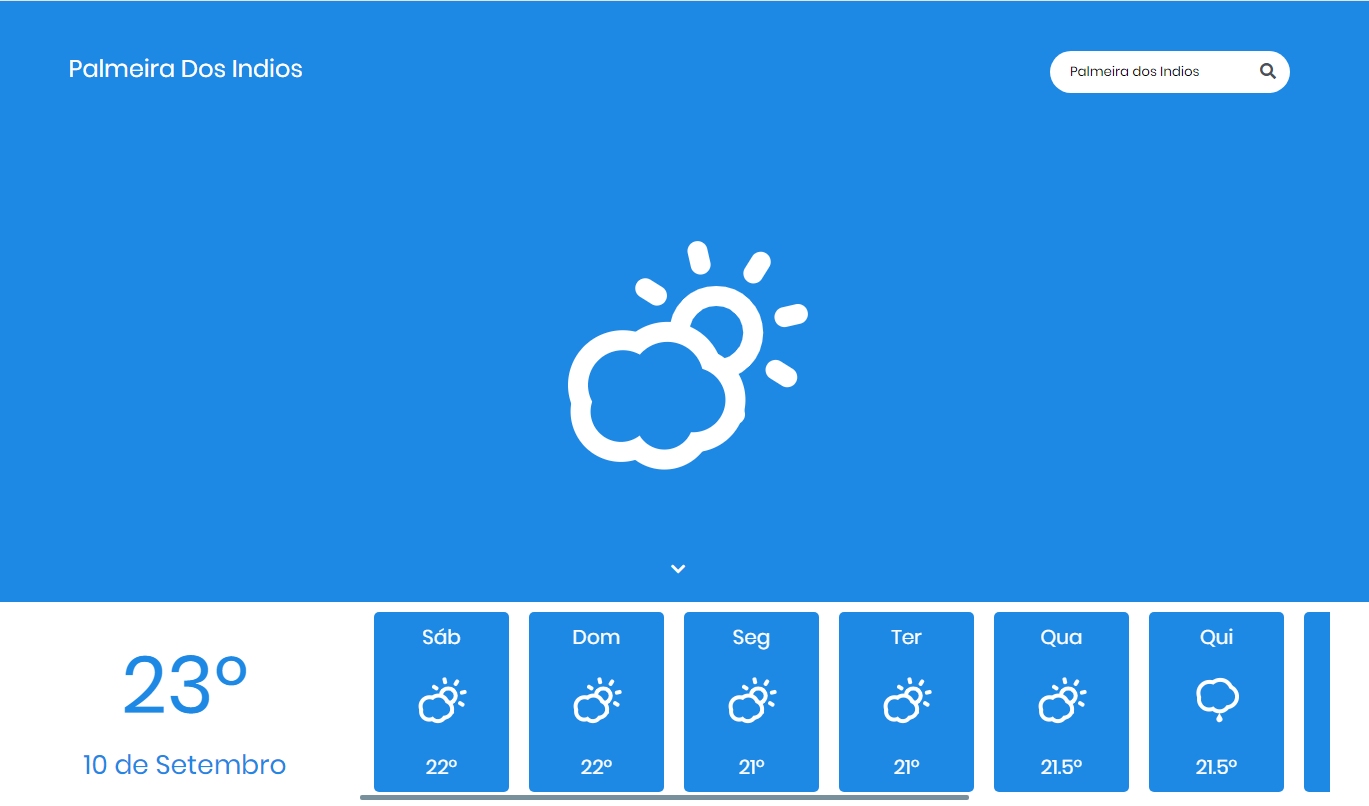 Palmeira Dos Indios
Palmeira dos Indios
23º
10 de Setembro
Sáb
22º
Dom
22º
Seg
21º
Ter
21º
Qua
21.5º
Qui
21.5º